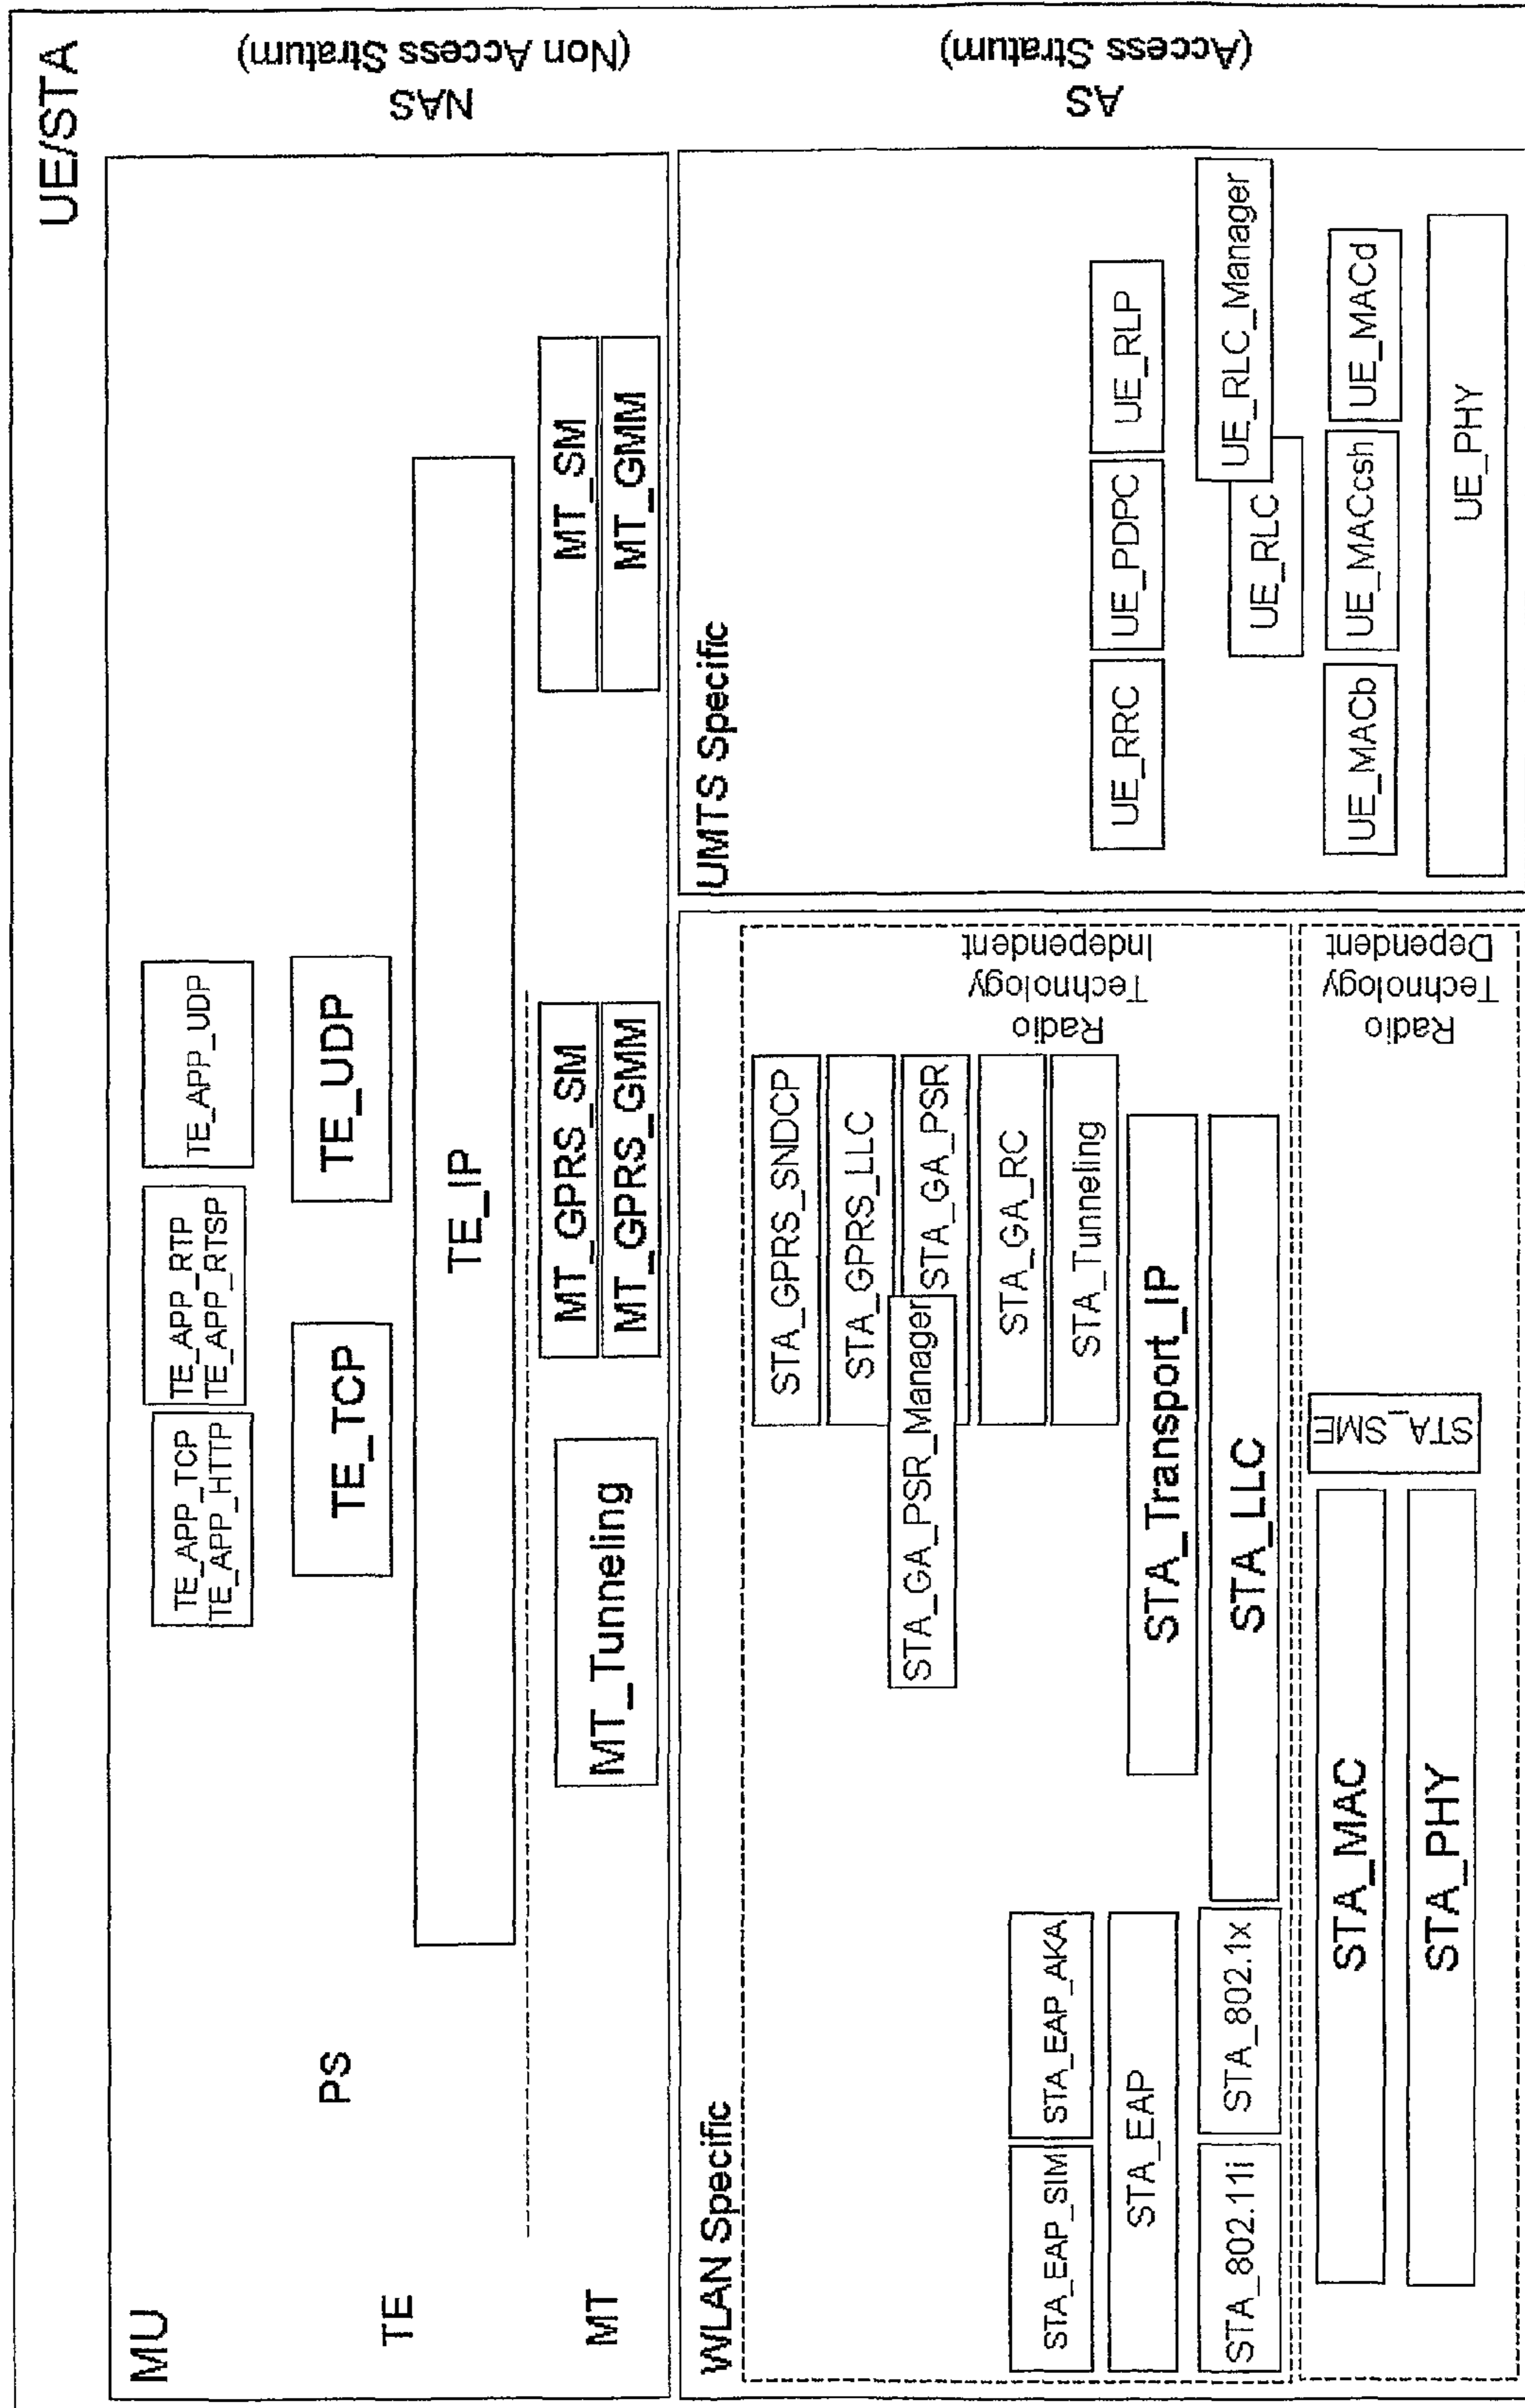 UE/STA
MU
NAS
(Non Access Stratum)
PS
TE
MT
TE_APP_TCP
TE_APP_HTTP
TE_APP_RTP
TE_APP_RTSP
TE_APP_UDP
TE_TCP
TE_UDP
TE_IP
MT_Tunneling
MT_GPRS_SM
MT_GPRS_GMM
MT_SM
MT_GMM
AS
(Access Stratum)
WLAN Specific
STA_GPRS_SNDCP
STA_GPRS_LLC
STA_GA_PSR
STA_GA_PSR_Manager
STA_GA_RC
STA_Tunneling
Radio
Technology
Independent
STA_EAP_SIM
STA_EAP_AKA
STA_EAP
STA_802.11i
STA_802.1x
STA_Transport_IP
STA_LLC
STA_SME
STA_MAC
STA_PHY
Radio
Technology
Dependent
UMTS Specific
UE_RRC
UE_PDPC
UE_RLP
UE_RLC_Manager
UE_RLC
UE_MACb
UE_MACcsh
UE_MACd
UE_PHY